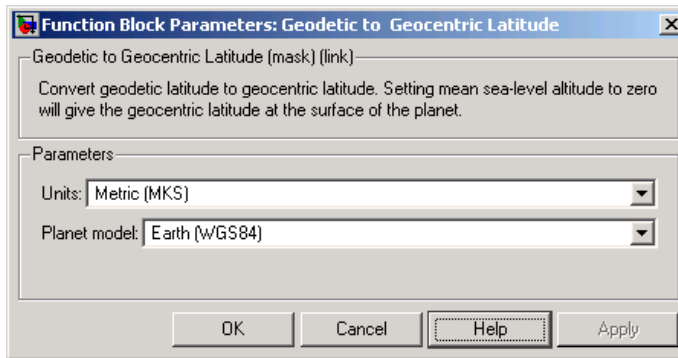 Function Block Parameters: Geodetic to Geocentric Latitude
Geodetic to Geocentric Latitude (mask) (link)
Convert geodetic latitude to geocentric latitude. Setting mean sea-level altitude to zero
will give the geocentric latitude at the surface of the planet.
Parameters
Units: Metric (MKS)
Planet model: Earth (WGS84)
OK Cancel Help Apply